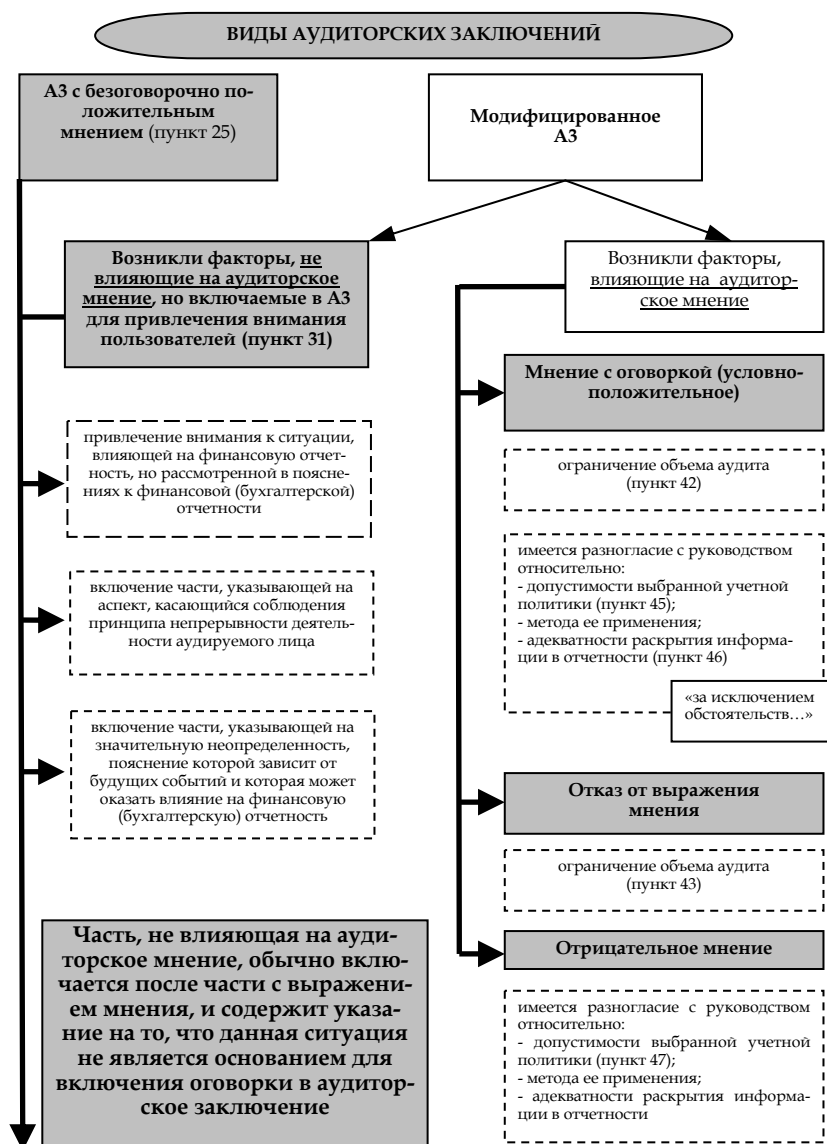 ВИДЫ АУДИТОРСКИХ ЗАКЛЮЧЕНИЙ
АЗ с безоговорочно по-
ложительным
мнением (пункт 25)
Модифицированное
АЗ
Возникли факторы, не
влияющие на аудиторское
мнение, но включаемые в АЗ
для привлечения внимания
пользователей (пункт 31)
привлечение внимания к ситуации,
влияющей на финансовую отчет-
ность, но рассмотренной в поясне-
ниях к финансовой (бухгалтерской)
отчетности
включение части, указывающей на
аспект, касающийся соблюдения
принципа непрерывности деятель-
ности аудируемого лица
включение части, указывающей на
значительную неопределенность,
пояснение которой зависит от
будущих событий и которая может
оказать влияние на финансовую
(бухгалтерскую) отчетность
Часть, не влияющая на ауди-
торское мнение, обычно вклю-
чается после части с выражени-
ем мнения, и содержит указа-
ние на то, что данная ситуация
не является основанием для
включения оговорки в аудитор-
ское заключение
Возникли факторы,
влияющие на аудитор-
ское мнение
Мнение с оговоркой (условно-
положительное)
ограничение объема аудита
(пункт 42)
имеется разногласие с руководством
относительно:
- допустимости выбранной учетной
политики (пункт 45);
- метода ее применения;
- адекватности раскрытия информа-
ции в отчетности (пункт 46)
«за исключением
обстоятельств…»
Отказ от выражения
мнения
ограничение объема аудита
(пункт 43)
Отрицательное мнение
имеется разногласие с руководством
относительно:
- допустимости выбранной учетной
политики (пункт 47);
- метода ее применения;
- адекватности раскрытия информа-
ции в отчетности